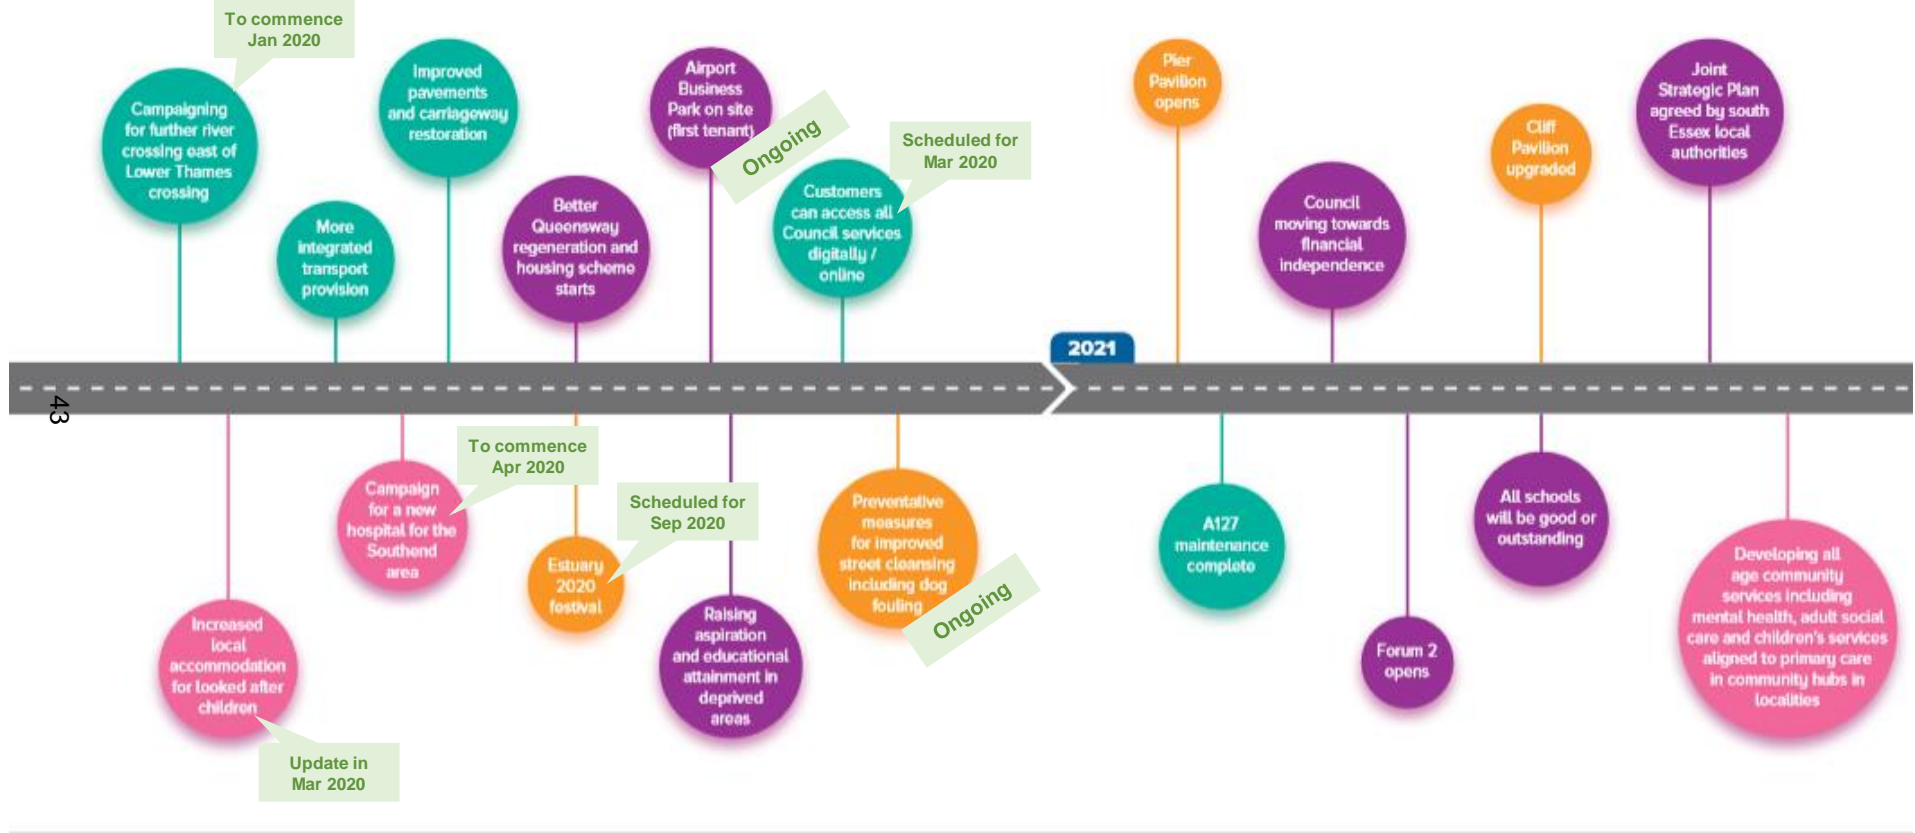 To commence
Jan 2020
Campaigning
for further river
crossing east of
Lower Thames
crossing
More
integrated
transport
provision
Improved
pavements
and carriageway
restoration
Better
Queensway
regeneration and
housing scheme
starts
Airport
Business
Park on site
(first tenant)
Ongoing
Customers
can access all
Council services
digitally /
online
Scheduled for
Mar 2020
2021
Pier
Pavilion
opens
Council
moving towards
financial
independence
Cliff
Pavilion
upgraded
Joint
Strategic Plan
agreed by south
Essex local
authorities
43
Increased
local
accommodation
for looked after
children
Update in
Mar 2020
Campaign
for a new
hospital for the
Southend
area
To commence
Apr 2020
Estuary
2020
festival
Scheduled for
Sep 2020
Raising
aspiration
and educational
attainment in
deprived
areas
Preventative
measures
for improved
street cleansing
including dog
fouling
Ongoing
A127
maintenance
complete
Forum 2
opens
All schools
will be good or
outstanding
Developing all
age community
services including
mental health, adult social
care and children's services
aligned to primary care
in community hubs in
localities